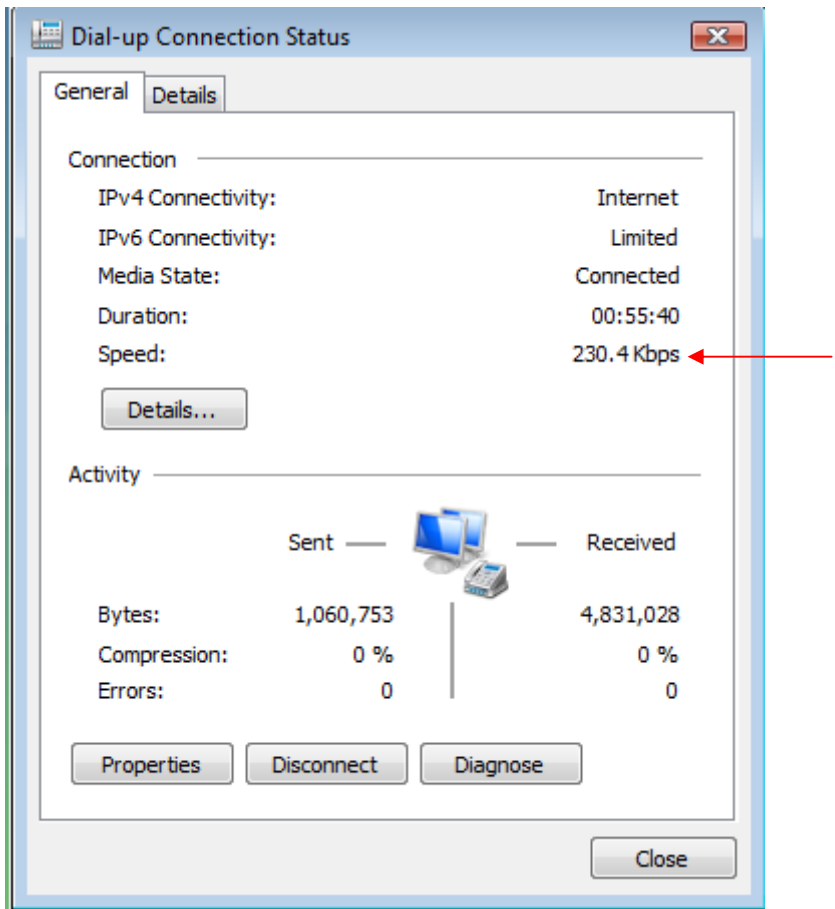 Dial-up Connection Status
General Details
Connection
IPv4 Connectivity: Internet
IPv6 Connectivity: Limited
Media State: Connected
Duration: 00:55:40
Speed: 230.4 Kbps
Details...
Activity
Sent Received
Bytes: 1,060,753 4,831,028
Compression: 0 % 0 %
Errors: 0 0
Properties Disconnect Diagnose
Close